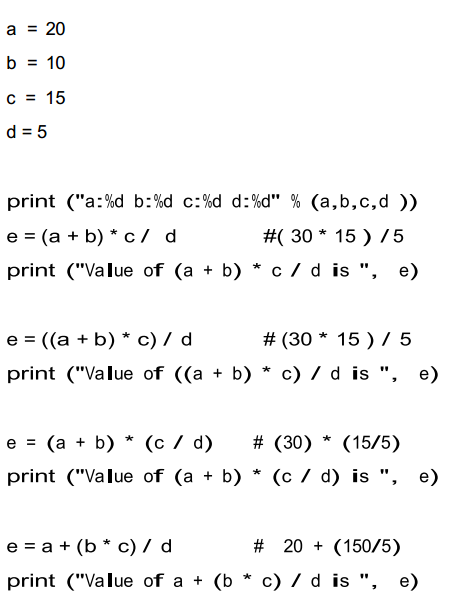 a = 20
b = 10
c = 15
d = 5
print ("a:%d b:%d c:%d d:%d" % (a,b,c,d ))
e = (a + b) * c / d #( 30 * 15 ) / 5
print ("Value of (a + b) * c / d is ", e)
e = ((a + b) * c) / d # (30 * 15 ) / 5
print ("Value of ((a + b) * c) / d is ", e)
e = (a + b) * (c / d) # (30) * (15/5)
print ("Value of (a + b) * (c / d) is ", e)
e = a + (b * c) / d # 20 + (150/5)
print ("Value of a + (b * c) / d is ", e)